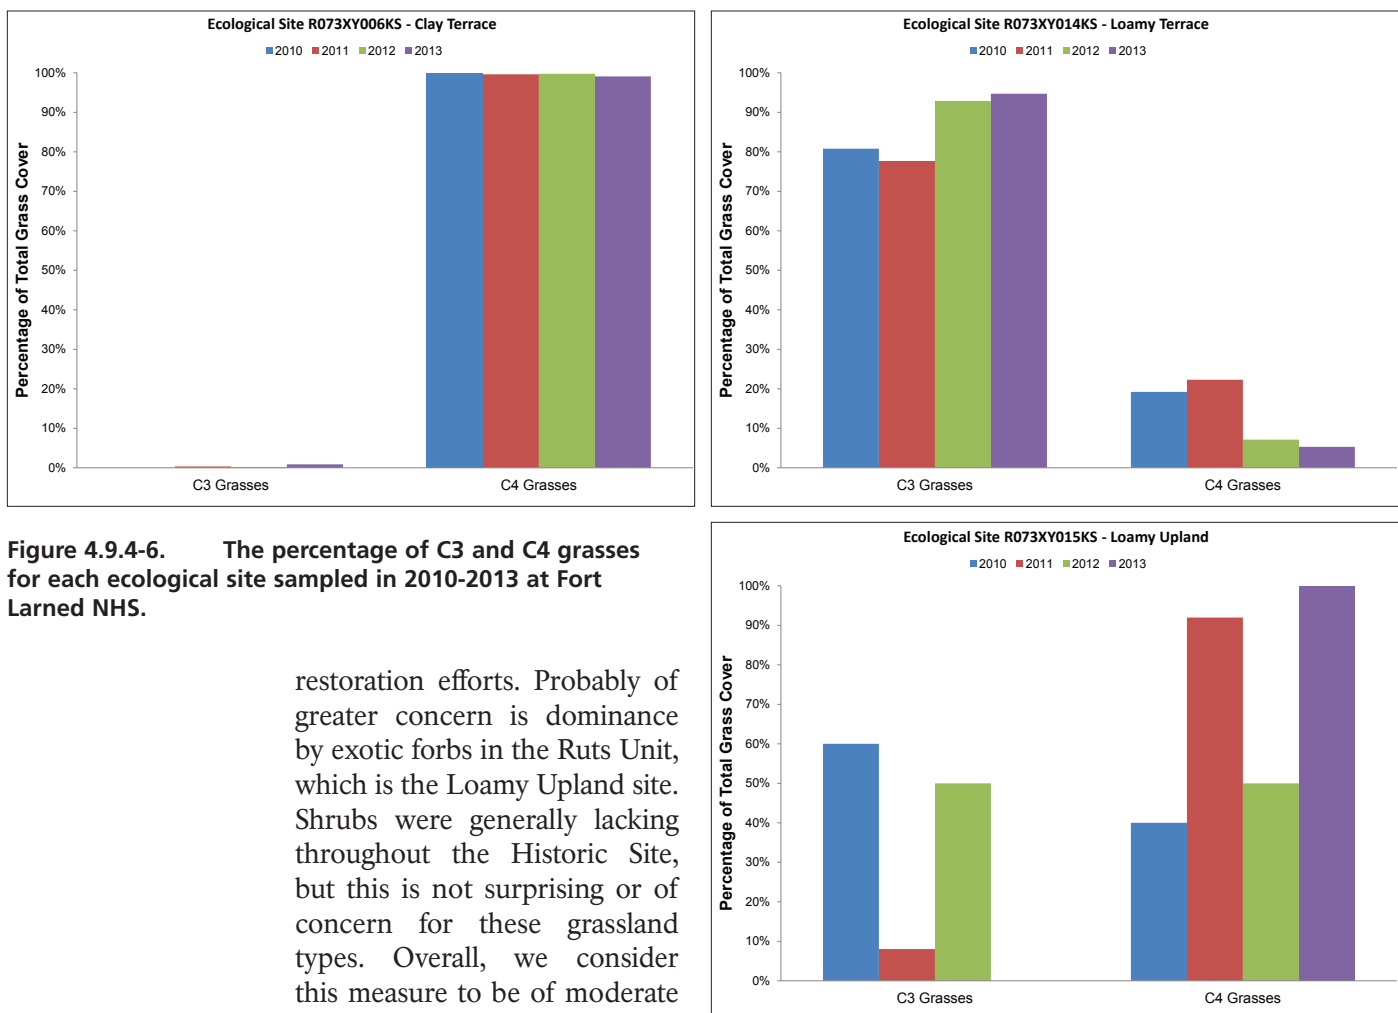 Ecological Site R073XY006KS - Clay Terrace
2010 2011 2012 2013
Percentage of Total Grass Cover
100%
90%
80%
70%
60%
50%
40%
30%
20%
10%
0%
C3 Grasses C4 Grasses
Ecological Site R073XY014KS - Loamy Terrace
2010 2011 2012 2013
Percentage of Total Grass Cover
100%
90%
80%
70%
60%
50%
40%
30%
20%
10%
0%
C3 Grasses C4 Grasses
Figure 4.9.4-6. The percentage of C3 and C4 grasses
for each ecological site sampled in 2010-2013 at Fort
Larned NHS.
restoration efforts. Probably of
greater concern is dominance
by exotic forbs in the Ruts Unit,
which is the Loamy Upland site.
Shrubs were generally lacking
throughout the Historic Site,
but this is not surprising or of
concern for these grassland
types. Overall, we consider
this measure to be of moderate
Ecological Site R073XY015KS - Loamy Upland
2010 2011 2012 2013
Percentage of Total Grass Cover
90%
80%
70%
60%
50%
40%
30%
20%
10%
0%
C3 Grasses C4 Grasses